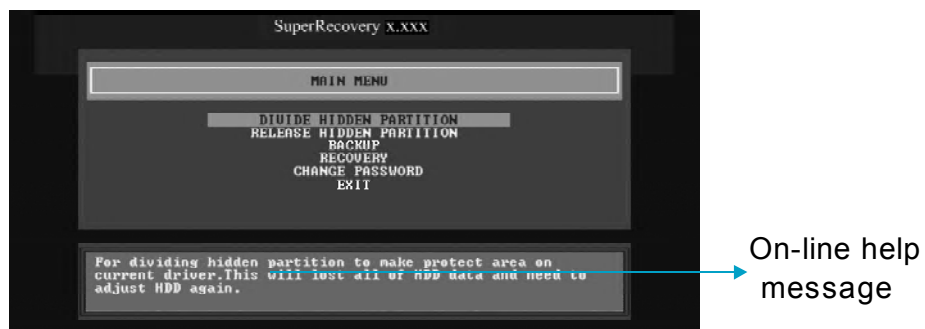 SuperRecovery x.xxx
MAIN MENU
DIVIDE HIDDEN PARTITION
RELEASE HIDDEN PARTITION
BACKUP
RECOVERY
CHANGE PASSWORD
EXIT
For dividing hidden partition to make protect area on
current driver.This will lost all of HDD data and need to
adjust HDD again.
On-line help
message